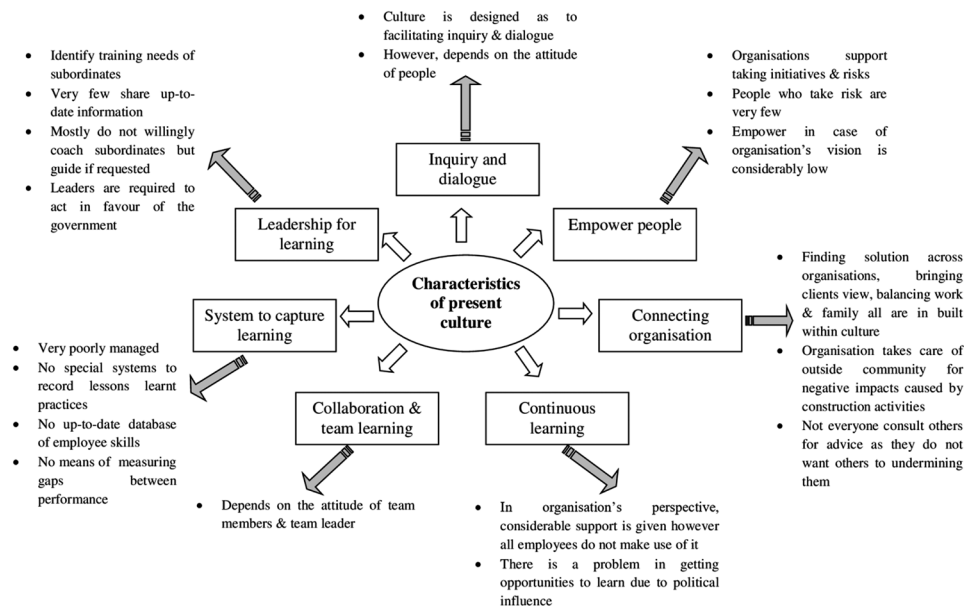 • Culture is designed as to
facilitating inquiry & dialogue
• However, depends on the attitude
of people
• Identify training needs of
subordinates
• Very few share up-to-
date information
• Mostly do not willingly
coach subordinates but
guide if requested
• Leaders are required to
act in favour of the
government
• Organisations support
taking initiatives & risks
• People who take risk are
very few
• Empower in case of
organisation's vision is
considerably low
Inquiry and
dialogue
Leadership for
learning
Empower people
Characteristics
of present
culture
System to capture
learning
Connecting
organisation
• Finding solution across
organisations, bringing
clients view, balancing work
& family all are in built
within culture
• Organisation takes care of
outside community for
negative impacts caused by
construction activities
• Not everyone consult others
for advice as they do not
want others to undermining
them
• Very poorly managed
• No special systems to
record lessons learnt
practices
• No up-to-date database
of employee skills
• No means of measuring
gaps between
performance
Collaboration &
team learning
Continuous
learning
• Depends on the attitude of team
members & team leader
• In organisation's perspective,
considerable support is given however
all employees do not make use of it
• There is a problem in getting
opportunities to learn due to political
influence